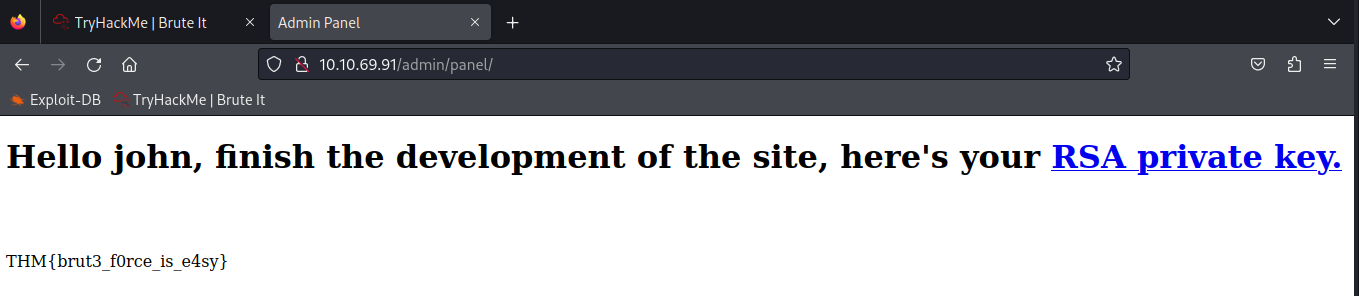 TryHackMe | Brute It
Admin Panel
10.10.69.91/admin/panel/
Exploit-DB
TryHackMe | Brute It
Hello john, finish the development of the site, here's your RSA private key.
THM{brut3_f0rce_is_e4sy}